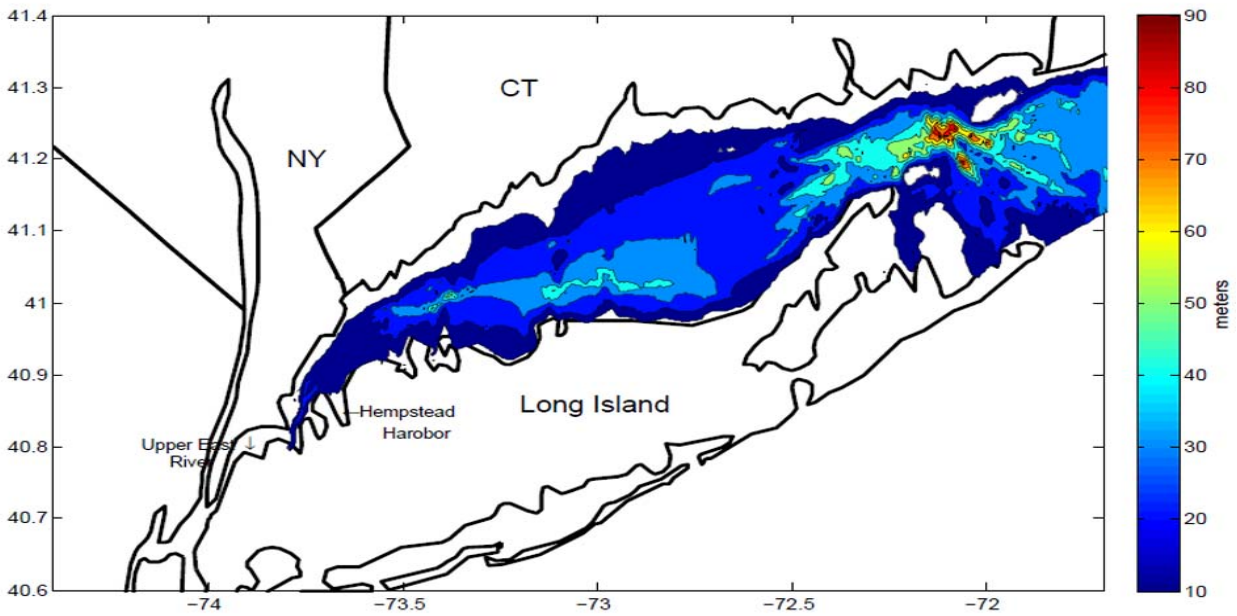 41.4
41.3
41.2
41.1
41
40.9
40.8
40.7
40.6
−74
−73.5
−73
−72.5
−72
CT
NY
Long Island
←Hempstead
Harobor
Upper East ↓
River
90
80
70
60
50
40
30
20
10
meters